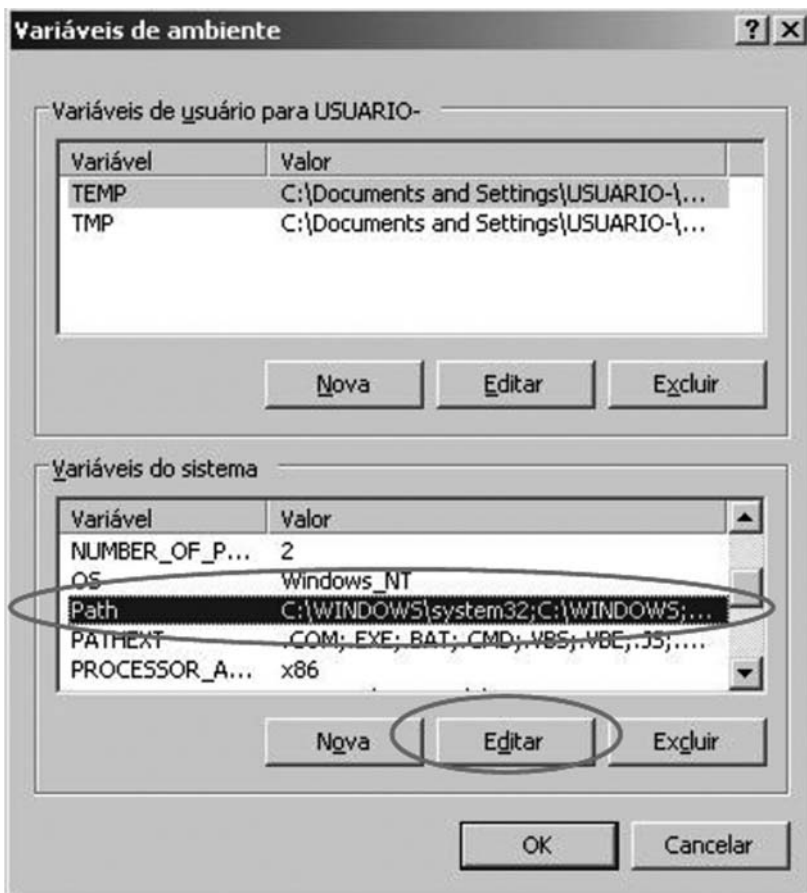 Variáveis de ambiente
Variáveis de usuário para USUARIO-
Variável Valor
TEMP C:\Documents and Settings\USUARIO-\...
TMP C:\Documents and Settings\USUARIO-\...
Nova Editar Excluir
Variáveis do sistema
Variável Valor
NUMBER_OF_P... 2
OS Windows_NT
Path C:\WINDOWS\system32;C:\WINDOWS;...
PATHEXT .COM;.EXE;.BAT;.CMD;.VBS;.VBE;.JS;....
PROCESSOR_A... x86
Nova Editar Excluir
OK Cancelar